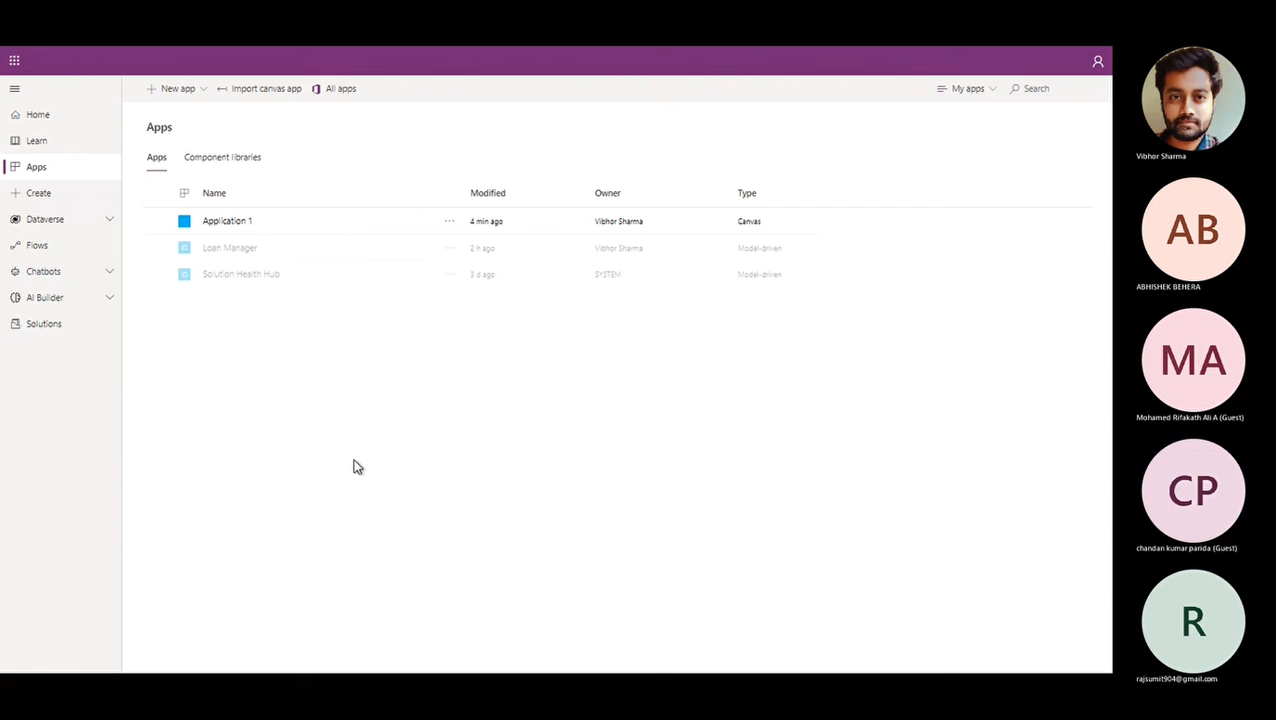 New app
Import canvas app
All apps
My apps
Search
Home
Learn
Apps
Create
Dataverse
Flows
Chatbots
AI Builder
Solutions
Apps
Apps
Component libraries
Name Modified Owner Type
Application 1 ... 4 min ago Vibhor Sharma Canvas
Loan Manager ... 2 h ago Vibhor Sharma Model-driven
Solution Health Hub ... 3 d ago SYSTEM Model-driven
Vibhor Sharma
AB
ABHISHEK BEHERA
MA
Mohamed Rifakath Ali A (Guest)
CP
chandan kumar parida (Guest)
R
rajsumit904@gmail.com